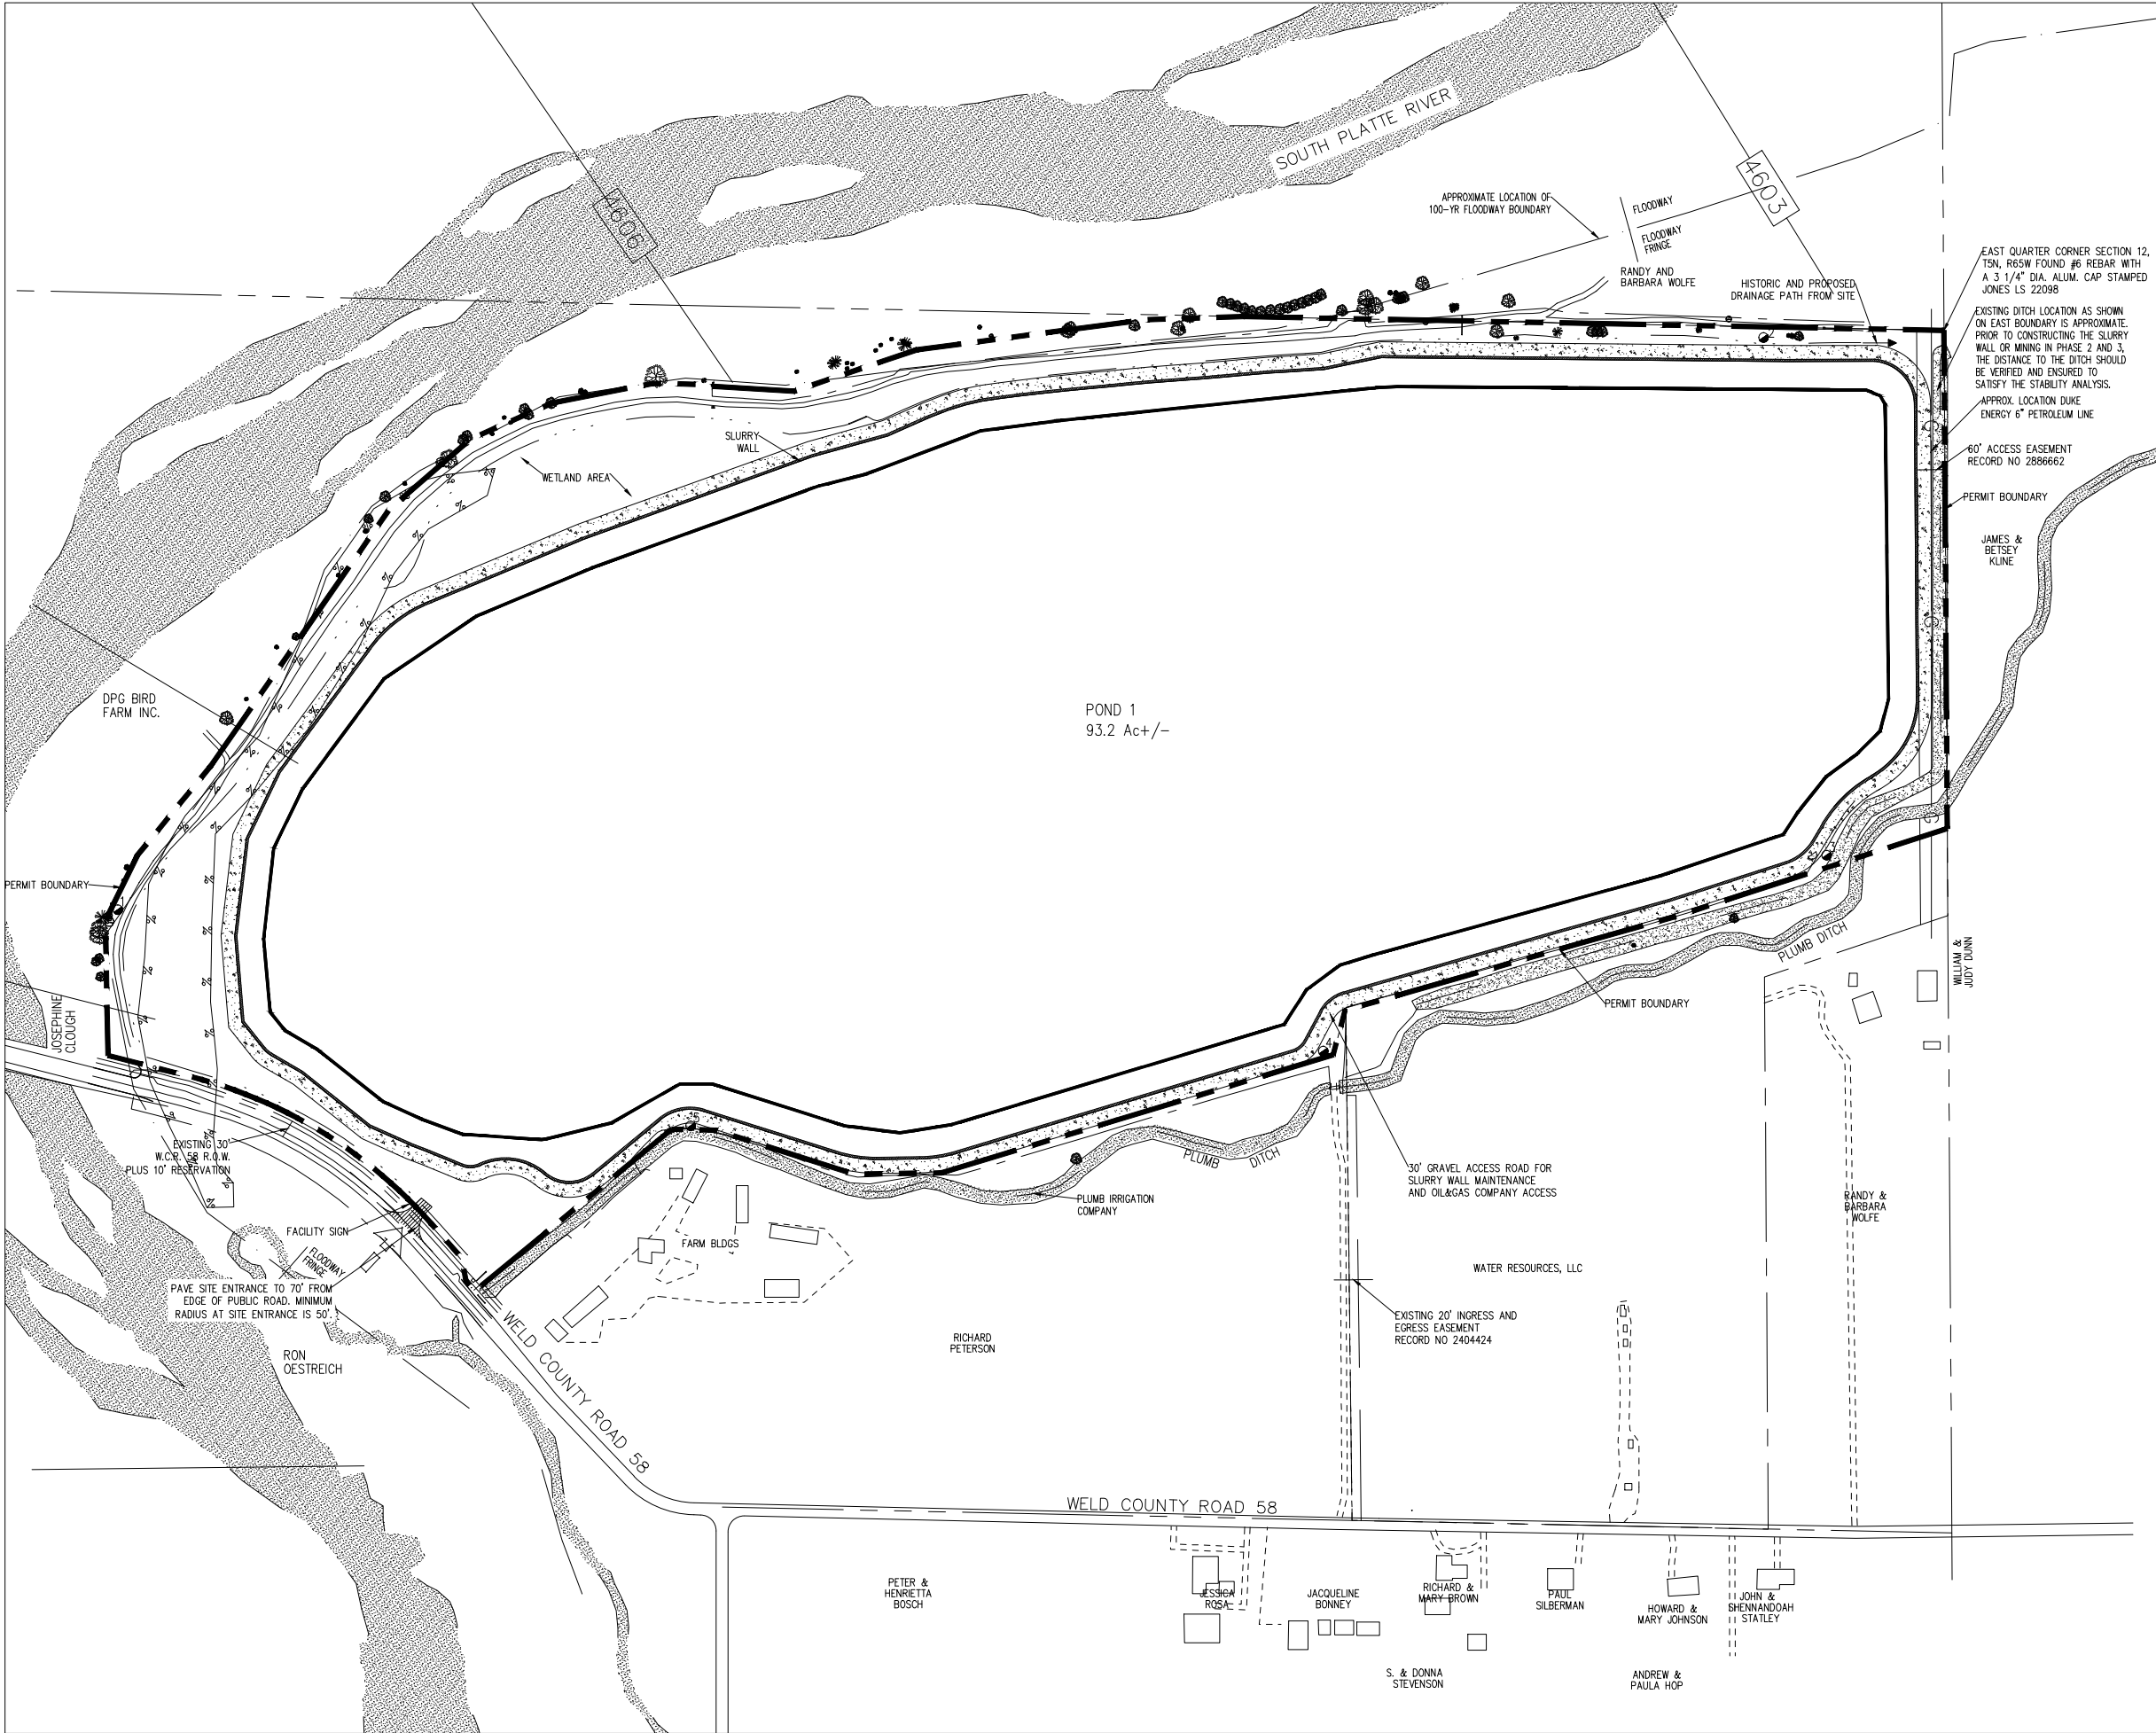 SOUTH PLATTE RIVER
4606
4603
APPROXIMATE LOCATION OF
100-YR FLOODWAY BOUNDARY
FLOODWAY
FLOODWAY
FRINGE
RANDY AND
BARBARA WOLFE
HISTORIC AND PROPOSED
DRAINAGE PATH FROM SITE
EAST QUARTER CORNER SECTION 12,
T5N, R65W FOUND #6 REBAR WITH
A 3 1/4" DIA. ALUM. CAP STAMPED
JONES LS 22098
EXISTING DITCH LOCATION AS SHOWN
ON EAST BOUNDARY IS APPROXIMATE.
PRIOR TO CONSTRUCTING THE SLURRY
WALL OR MINING IN PHASE 2 AND 3,
THE DISTANCE TO THE DITCH SHOULD
BE VERIFIED AND ENSURED TO
SATISFY THE STABILITY ANALYSIS.
APPROX. LOCATION DUKE
ENERGY 6" PETROLEUM LINE
60' ACCESS EASEMENT
RECORD NO 2886662
PERMIT BOUNDARY
JAMES &
BETSEY
KLINE
SLURRY
WALL
WETLAND AREA
DPG BIRD
FARM INC.
POND 1
93.2 Ac+/-
PERMIT BOUNDARY
JOSEPHINE
CLOUGH
PLUMB DITCH
WILLIAM &
JUDY DUNN
PERMIT BOUNDARY
EXISTING 30'
W.C.R. 58 R.O.W.
PLUS 10' RESERVATION
FACILITY SIGN
FLOODWAY
FRINGE
PAVE SITE ENTRANCE TO 70' FROM
EDGE OF PUBLIC ROAD. MINIMUM
RADIUS AT SITE ENTRANCE IS 50'.
RON
OESTREICH
FARM BLDGS
PLUMB DITCH
PLUMB IRRIGATION
COMPANY
30' GRAVEL ACCESS ROAD FOR
SLURRY WALL MAINTENANCE
AND OIL&GAS COMPANY ACCESS
RANDY &
BARBARA
WOLFE
WATER RESOURCES, LLC
EXISTING 20' INGRESS AND
EGRESS EASEMENT
RECORD NO 2404424
RICHARD
PETERSON
WELD COUNTY ROAD 58
WELD COUNTY ROAD 58
PETER &
HENRIETTA
BOSCH
JESSICA
ROSA
JACQUELINE
BONNEY
RICHARD &
MARY BROWN
PAUL
SILBERMAN
HOWARD &
MARY JOHNSON
JOHN &
SHENNANDOAH
STATLEY
S. & DONNA
STEVENSON
ANDREW &
PAULA HOP